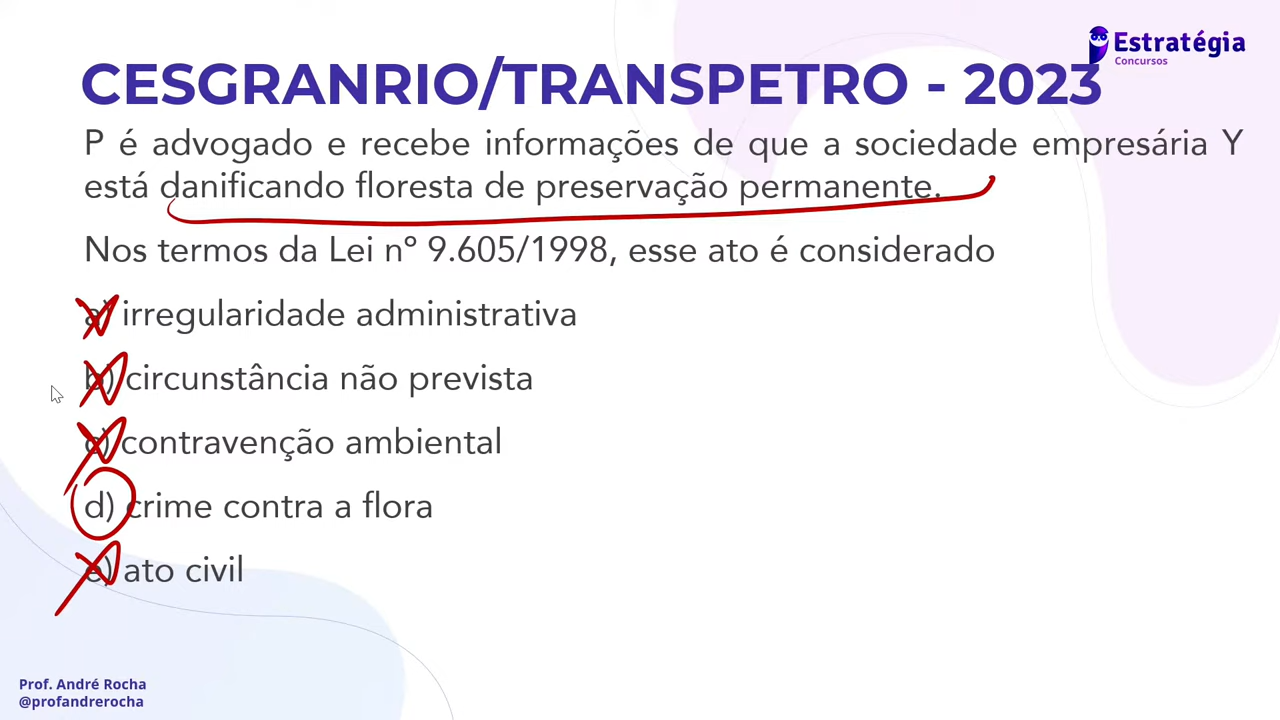 Estratégia
Concursos
CESGRANRIO/TRANSPETRO - 2023
P é advogado e recebe informações de que a sociedade empresária Y
está danificando floresta de preservação permanente.
Nos termos da Lei nº 9.605/1998, esse ato é considerado
a) irregularidade administrativa
b) circunstância não prevista
c) contravenção ambiental
d) crime contra a flora
e) ato civil
Prof. André Rocha
@profandrerocha